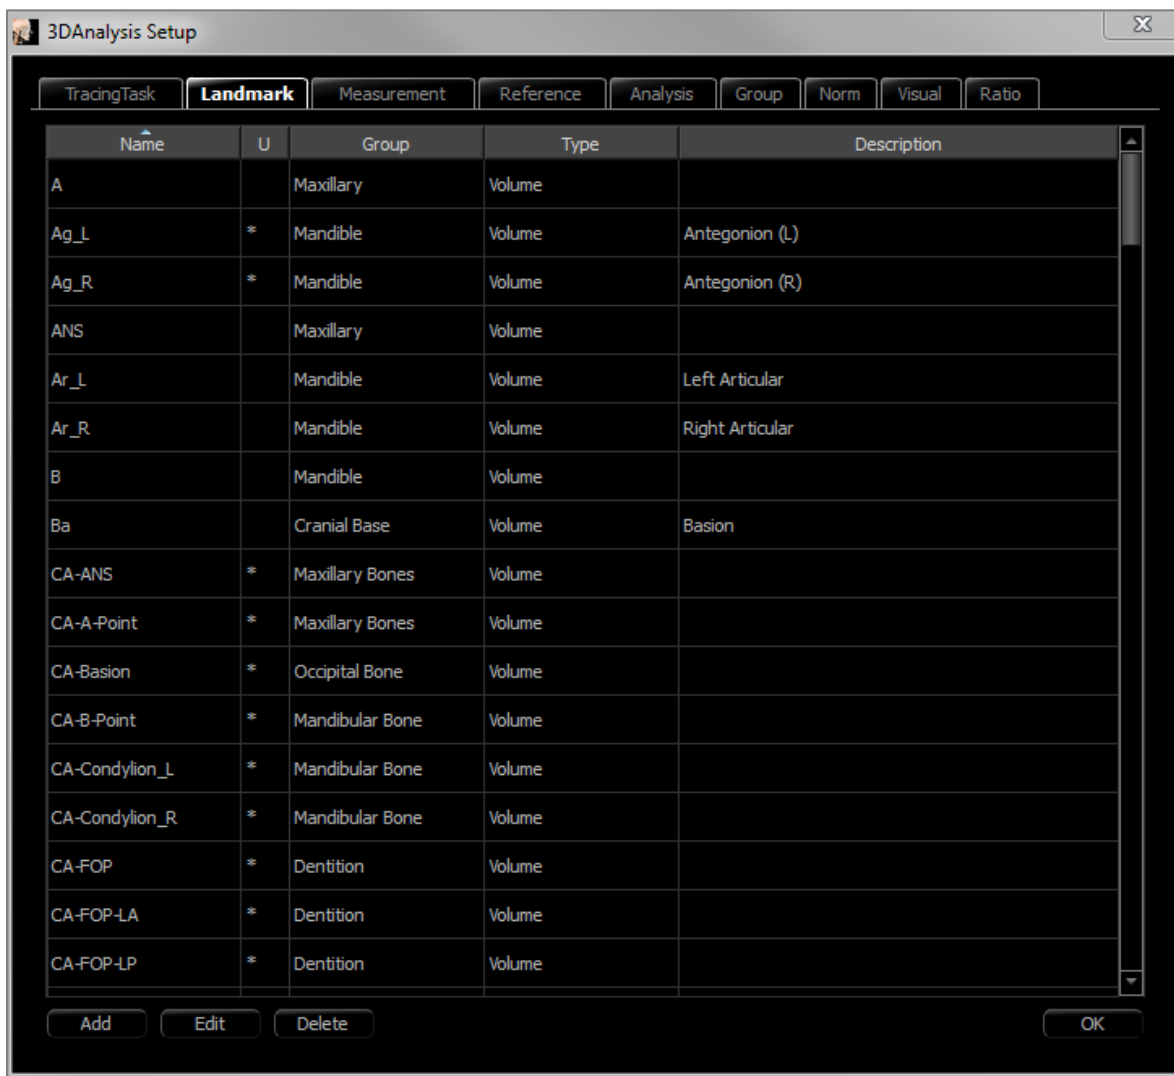 3DAnalysis Setup
TracingTask Landmark Measurement Reference Analysis Group Norm Visual Ratio
Name U Group Type Description
A Maxillary Volume
Ag_L * Mandible Volume Antegonion (L)
Ag_R * Mandible Volume Antegonion (R)
ANS Maxillary Volume
Ar_L Mandible Volume Left Articular
Ar_R Mandible Volume Right Articular
B Mandible Volume
Ba Cranial Base Volume Basion
CA-ANS * Maxillary Bones Volume
CA-A-Point * Maxillary Bones Volume
CA-Basion * Occipital Bone Volume
CA-B-Point * Mandibular Bone Volume
CA-Condylion_L * Mandibular Bone Volume
CA-Condylion_R * Mandibular Bone Volume
CA-FOP * Dentition Volume
CA-FOP-LA * Dentition Volume
CA-FOP-LP * Dentition Volume
Add Edit Delete OK